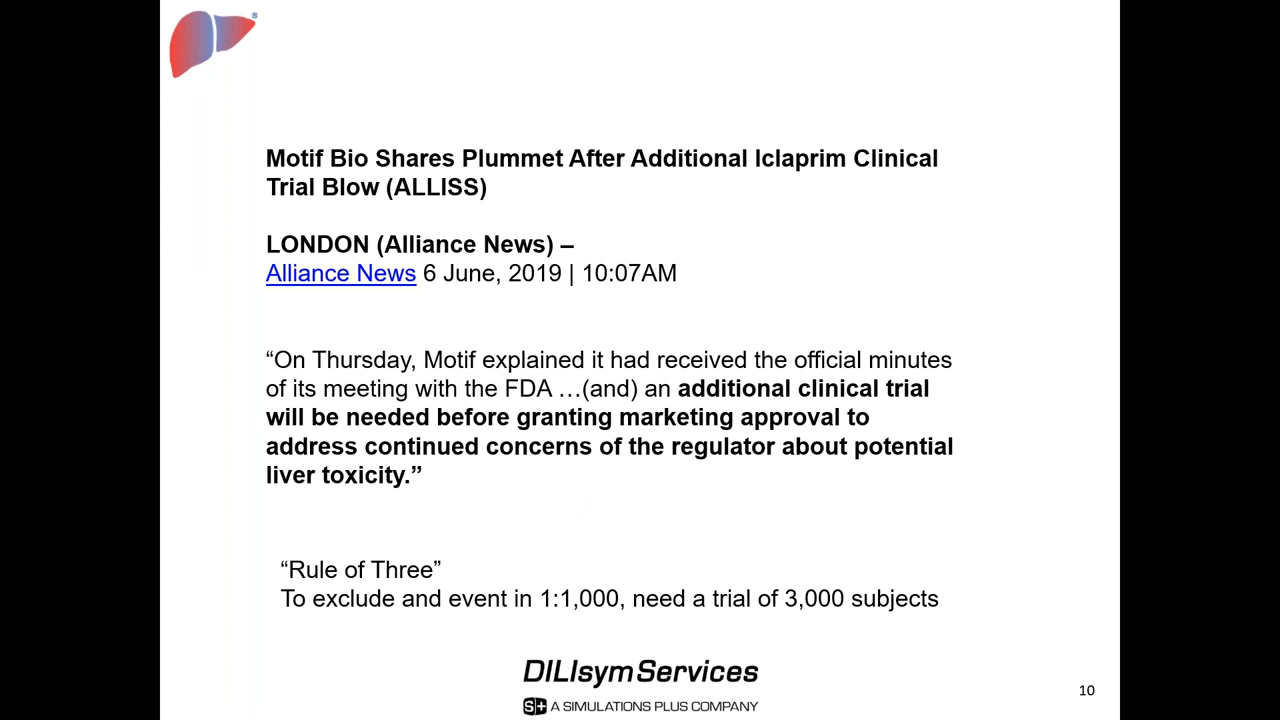 ®
Motif Bio Shares Plummet After Additional Iclaprim Clinical
Trial Blow (ALLISS)
LONDON (Alliance News) –
Alliance News 6 June, 2019 | 10:07AM
“On Thursday, Motif explained it had received the official minutes
of its meeting with the FDA …(and) an additional clinical trial
will be needed before granting marketing approval to
address continued concerns of the regulator about potential
liver toxicity.”
“Rule of Three”
To exclude and event in 1:1,000, need a trial of 3,000 subjects
DILIsym Services
S+ A SIMULATIONS PLUS COMPANY
10